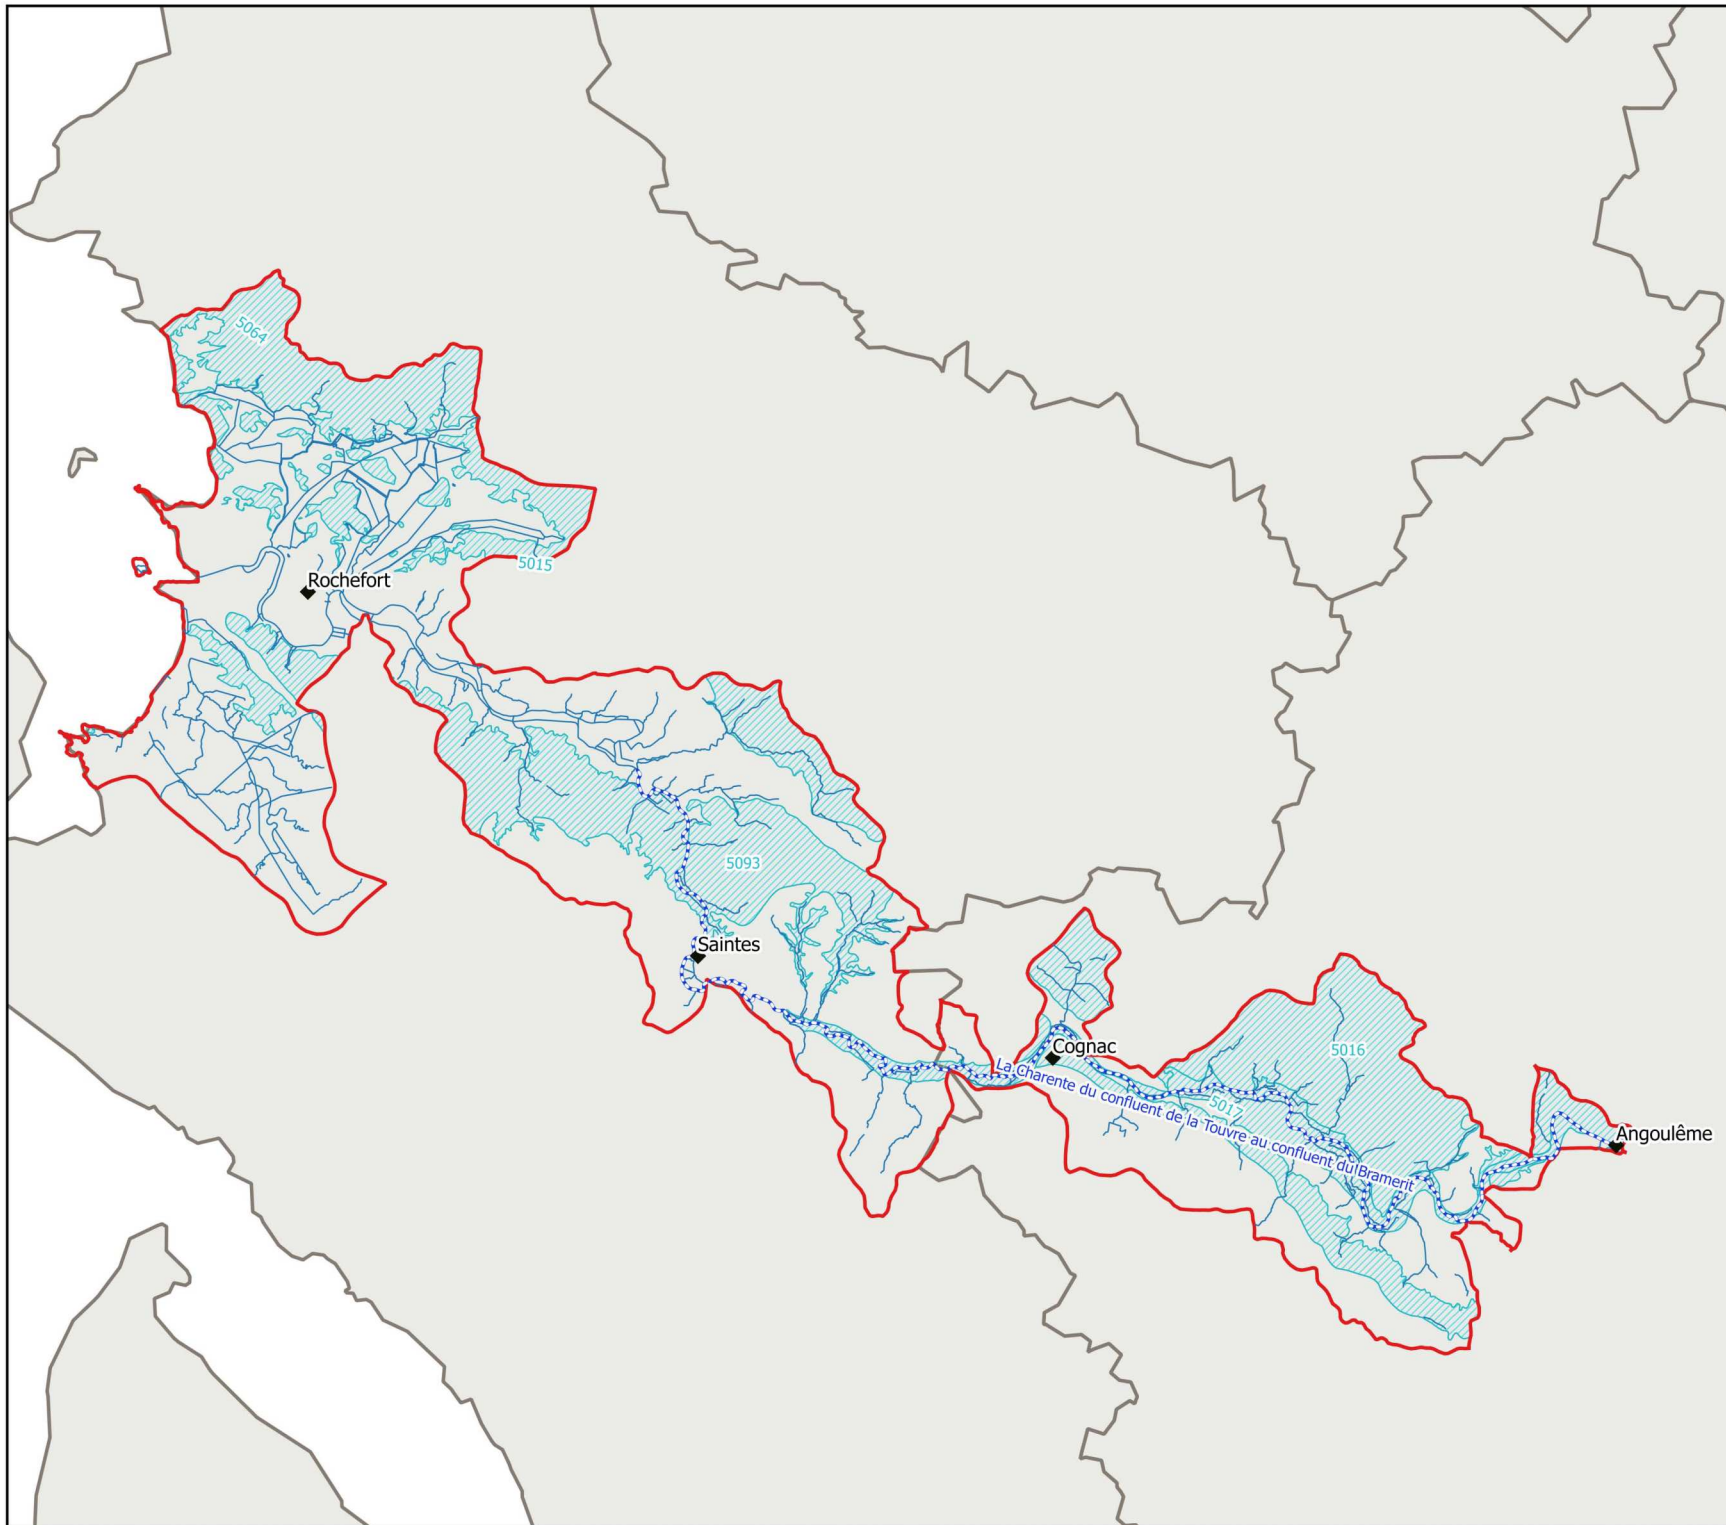 5064
5015
Rochefort
5093
Saintes
Cognac
5016
La Charente du confluent de la Touvre au confluent du Bramerit
5017
Angoulême